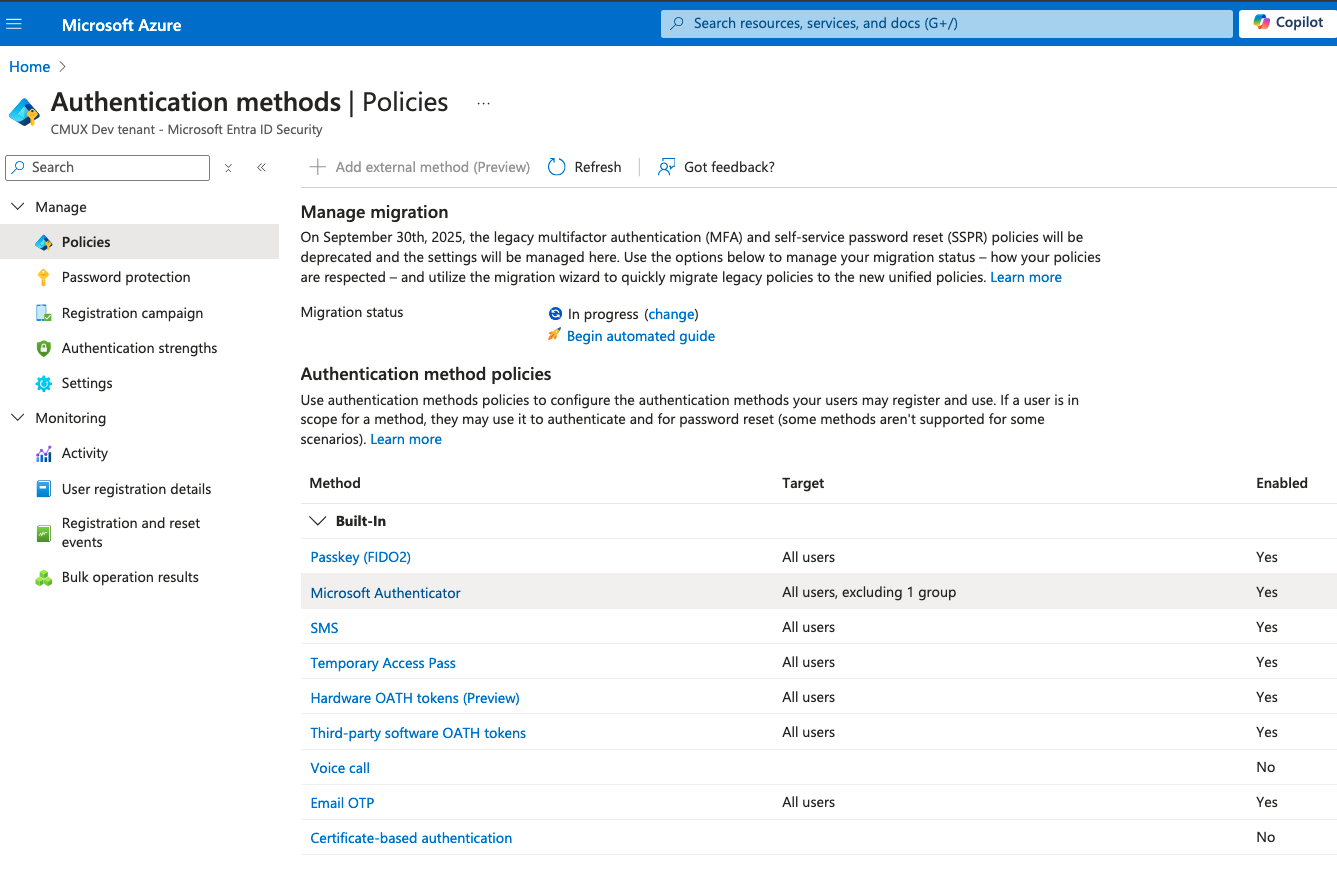 Microsoft Azure
Search resources, services, and docs (G+/)
Copilot
Home
Authentication methods | Policies
...
CMUX Dev tenant - Microsoft Entra ID Security
Search
Add external method (Preview)
Refresh
Got feedback?
Manage
Policies
Password protection
Registration campaign
Authentication strengths
Settings
Monitoring
Activity
User registration details
Registration and reset
events
Bulk operation results
Manage migration
On September 30th, 2025, the legacy multifactor authentication (MFA) and self-service password reset (SSPR) policies will be
deprecated and the settings will be managed here. Use the options below to manage your migration status – how your policies
are respected – and utilize the migration wizard to quickly migrate legacy policies to the new unified policies. Learn more
Migration status
In progress (change)
Begin automated guide
Authentication method policies
Use authentication methods policies to configure the authentication methods your users may register and use. If a user is in
scope for a method, they may use it to authenticate and for password reset (some methods aren't supported for some
scenarios). Learn more
Method Target Enabled
Built-In
Passkey (FIDO2) All users Yes
Microsoft Authenticator All users, excluding 1 group Yes
SMS All users Yes
Temporary Access Pass All users Yes
Hardware OATH tokens (Preview) All users Yes
Third-party software OATH tokens All users Yes
Voice call No
Email OTP All users Yes
Certificate-based authentication No